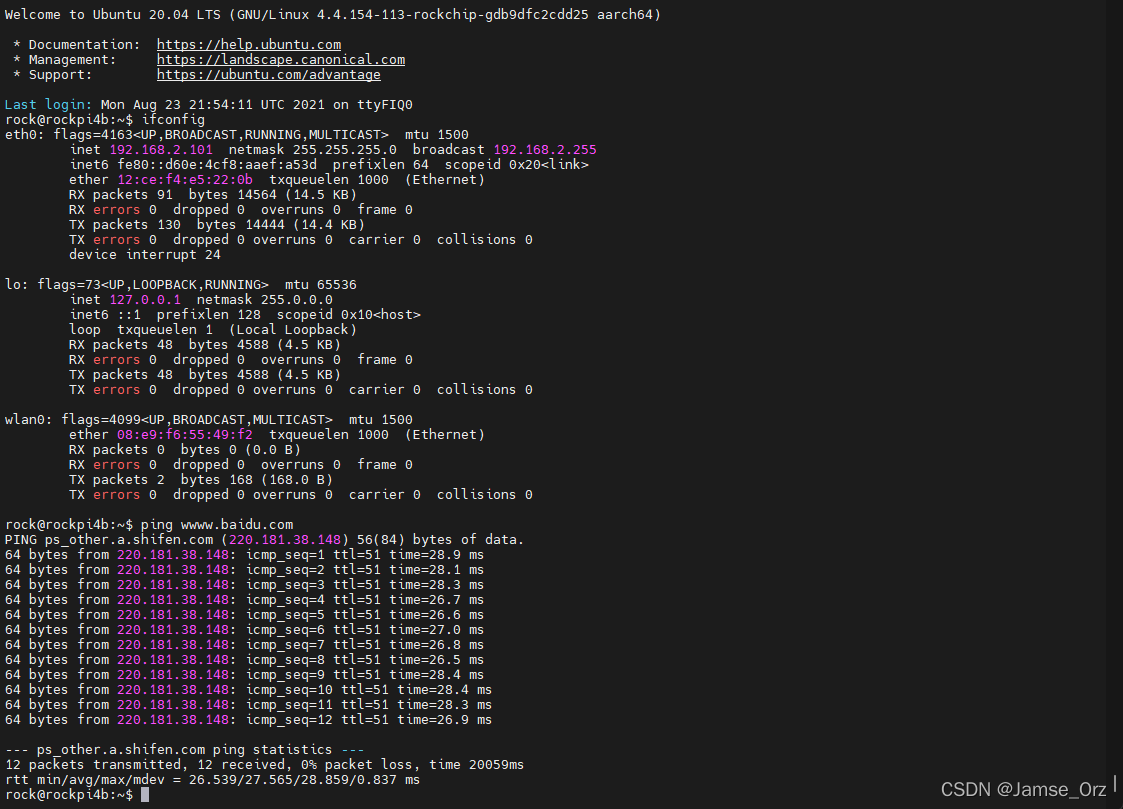 Welcome to Ubuntu 20.04 LTS (GNU/Linux 4.4.154-113-rockchip-gdb9dfc2cdd25 aarch64)
* Documentation: https://help.ubuntu.com
* Management: https://landscape.canonical.com
* Support: https://ubuntu.com/advantage
Last login: Mon Aug 23 21:54:11 UTC 2021 on ttyFIQ0
rock@rockpi4b:~$ ifconfig
eth0: flags=4163<UP,BROADCAST,RUNNING,MULTICAST> mtu 1500
inet 192.168.2.101 netmask 255.255.255.0 broadcast 192.168.2.255
inet6 fe80::d60e:4cf8:aaef:a53d prefixlen 64 scopeid 0x20<link>
ether 12:ce:f4:e5:22:0b txqueuelen 1000 (Ethernet)
RX packets 91 bytes 14564 (14.5 KB)
RX errors 0 dropped 0 overruns 0 frame 0
TX packets 130 bytes 14444 (14.4 KB)
TX errors 0 dropped 0 overruns 0 carrier 0 collisions 0
device interrupt 24
lo: flags=73<UP,LOOPBACK,RUNNING> mtu 65536
inet 127.0.0.1 netmask 255.0.0.0
inet6 ::1 prefixlen 128 scopeid 0x10<host>
loop txqueuelen 1 (Local Loopback)
RX packets 48 bytes 4588 (4.5 KB)
RX errors 0 dropped 0 overruns 0 frame 0
TX packets 48 bytes 4588 (4.5 KB)
TX errors 0 dropped 0 overruns 0 carrier 0 collisions 0
wlan0: flags=4099<UP,BROADCAST,MULTICAST> mtu 1500
ether 08:e9:f6:55:49:f2 txqueuelen 1000 (Ethernet)
RX packets 0 bytes 0 (0.0 B)
RX errors 0 dropped 0 overruns 0 frame 0
TX packets 2 bytes 168 (168.0 B)
TX errors 0 dropped 0 overruns 0 carrier 0 collisions 0
rock@rockpi4b:~$ ping wwww.baidu.com
PING ps_other.a.shifen.com (220.181.38.148) 56(84) bytes of data.
64 bytes from 220.181.38.148: icmp_seq=1 ttl=51 time=28.9 ms
64 bytes from 220.181.38.148: icmp_seq=2 ttl=51 time=28.1 ms
64 bytes from 220.181.38.148: icmp_seq=3 ttl=51 time=28.3 ms
64 bytes from 220.181.38.148: icmp_seq=4 ttl=51 time=26.7 ms
64 bytes from 220.181.38.148: icmp_seq=5 ttl=51 time=26.6 ms
64 bytes from 220.181.38.148: icmp_seq=6 ttl=51 time=27.0 ms
64 bytes from 220.181.38.148: icmp_seq=7 ttl=51 time=26.8 ms
64 bytes from 220.181.38.148: icmp_seq=8 ttl=51 time=26.5 ms
64 bytes from 220.181.38.148: icmp_seq=9 ttl=51 time=28.4 ms
64 bytes from 220.181.38.148: icmp_seq=10 ttl=51 time=28.4 ms
64 bytes from 220.181.38.148: icmp_seq=11 ttl=51 time=28.3 ms
64 bytes from 220.181.38.148: icmp_seq=12 ttl=51 time=26.9 ms
--- ps_other.a.shifen.com ping statistics ---
12 packets transmitted, 12 received, 0% packet loss, time 20059ms
rtt min/avg/max/mdev = 26.539/27.565/28.859/0.837 ms
rock@rockpi4b:~$
CSDN @Jamse_Orz